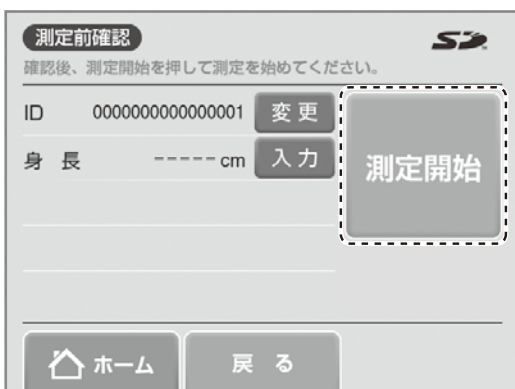 測定前確認
SD
確認後、測定開始を押して測定を始めてください。
ID 0000000000000001 変更
身 長 -----cm 入力
測定開始
ホーム 戻 る